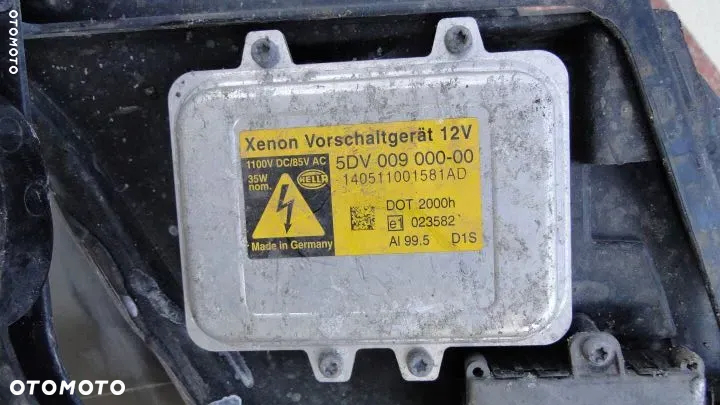 OTOMOTO
Xenon Vorschaltgerät 12V
1100V DC/85V AC
5DV 009 000-00
35W
nom.
HELLA
140511001581AD
DOT 2000h
e1 023582
Made in Germany
AI 99.5 D1S
OTOMOTO